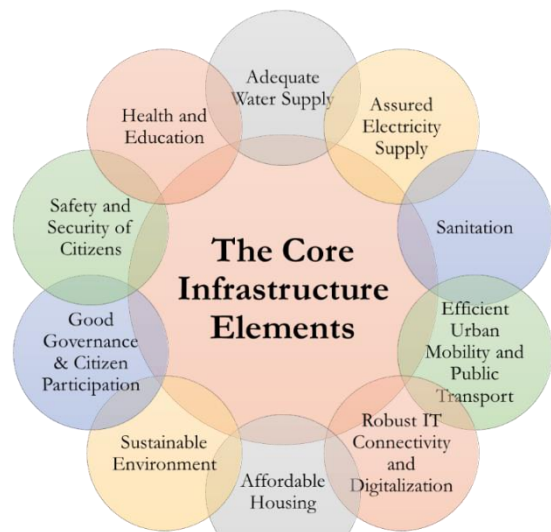 The Core
Infrastructure
Elements
Adequate
Water Supply
Assured
Electricity
Supply
Sanitation
Efficient
Urban
Mobility and
Public
Transport
Robust IT
Connectivity
and
Digitalization
Affordable
Housing
Sustainable
Environment
Good
Governance
& Citizen
Participation
Safety and
Security of
Citizens
Health and
Education